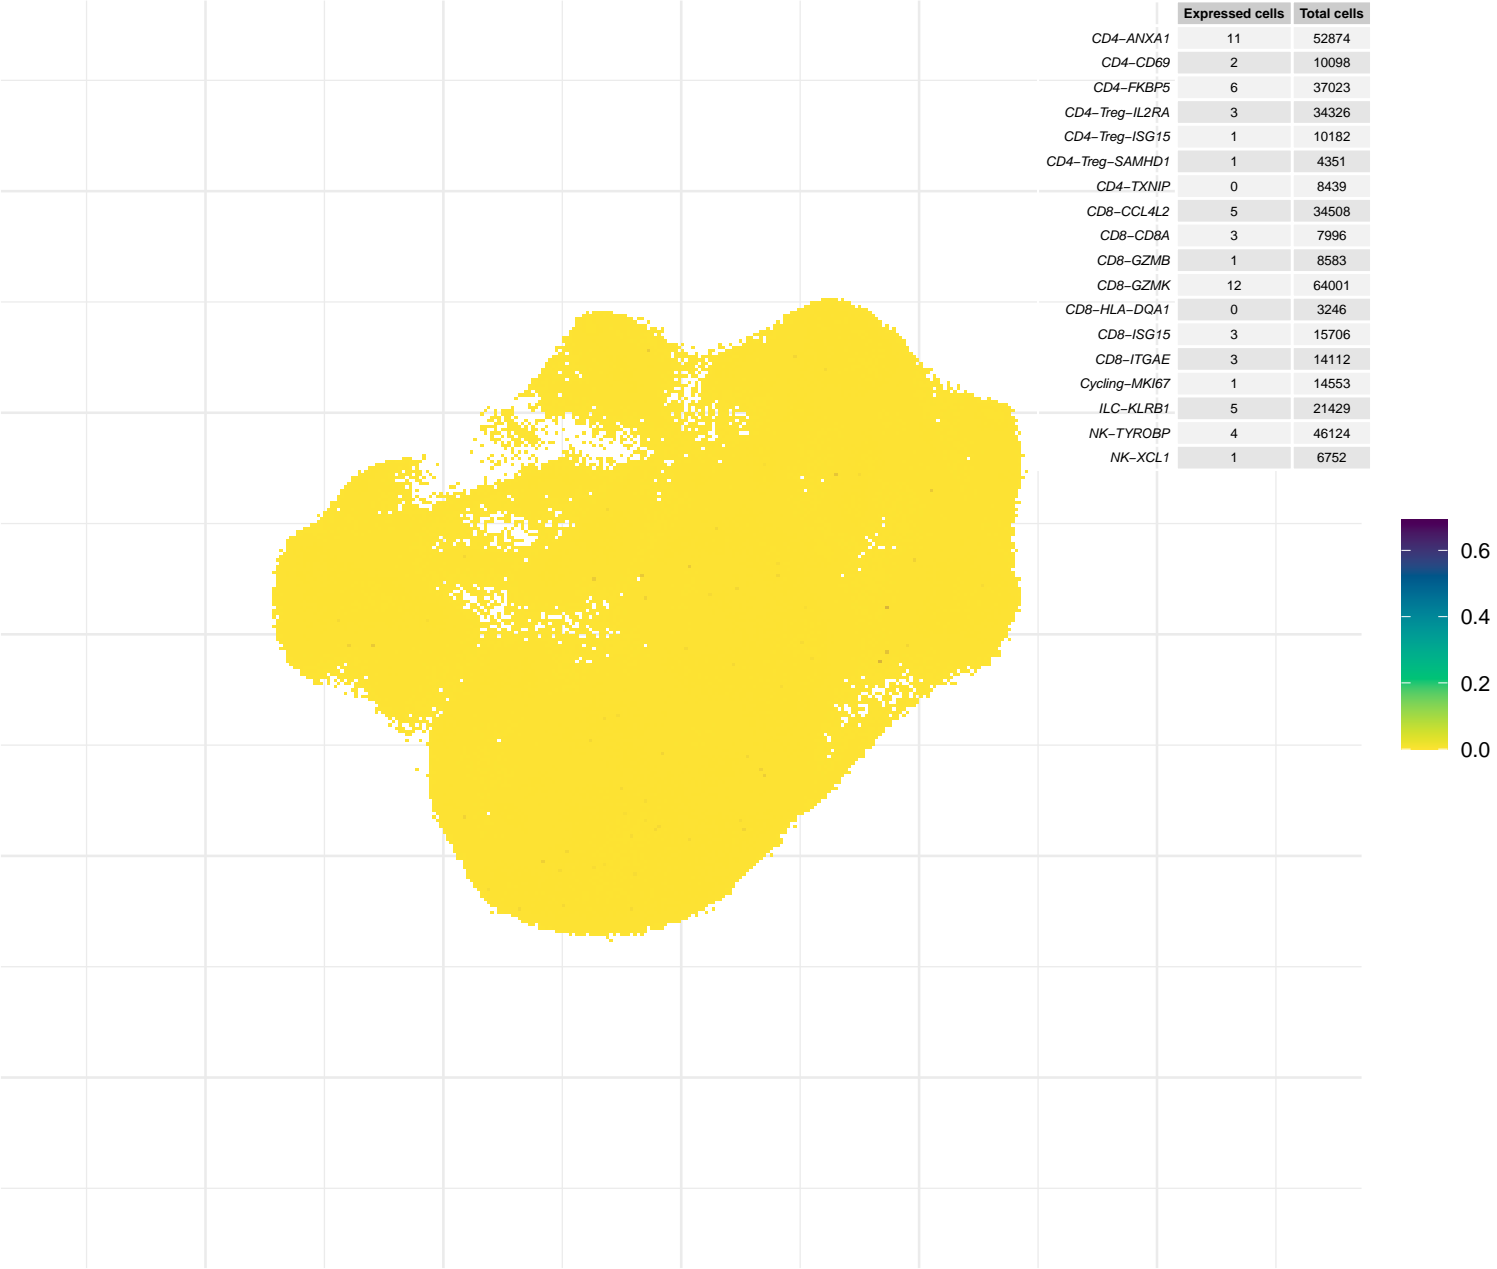 Expressed cells Total cells
CD4−ANXA1 11 52874
CD4−CD69 2 10098
CD4−FKBP5 6 37023
CD4−Treg−IL2RA 3 34326
CD4−Treg−ISG15 1 10182
CD4−Treg−SAMHD1 1 4351
CD4−TXNIP 0 8439
CD8−CCL4L2 5 34508
CD8−CD8A 3 7996
CD8−GZMB 1 8583
CD8−GZMK 12 64001
CD8−HLA−DQA1 0 3246
CD8−ISG15 3 15706
CD8−ITGAE 3 14112
Cycling−MKI67 1 14553
ILC−KLRB1 5 21429
NK−TYROBP 4 46124
NK−XCL1 1 6752
0.6
0.4
0.2
0.0